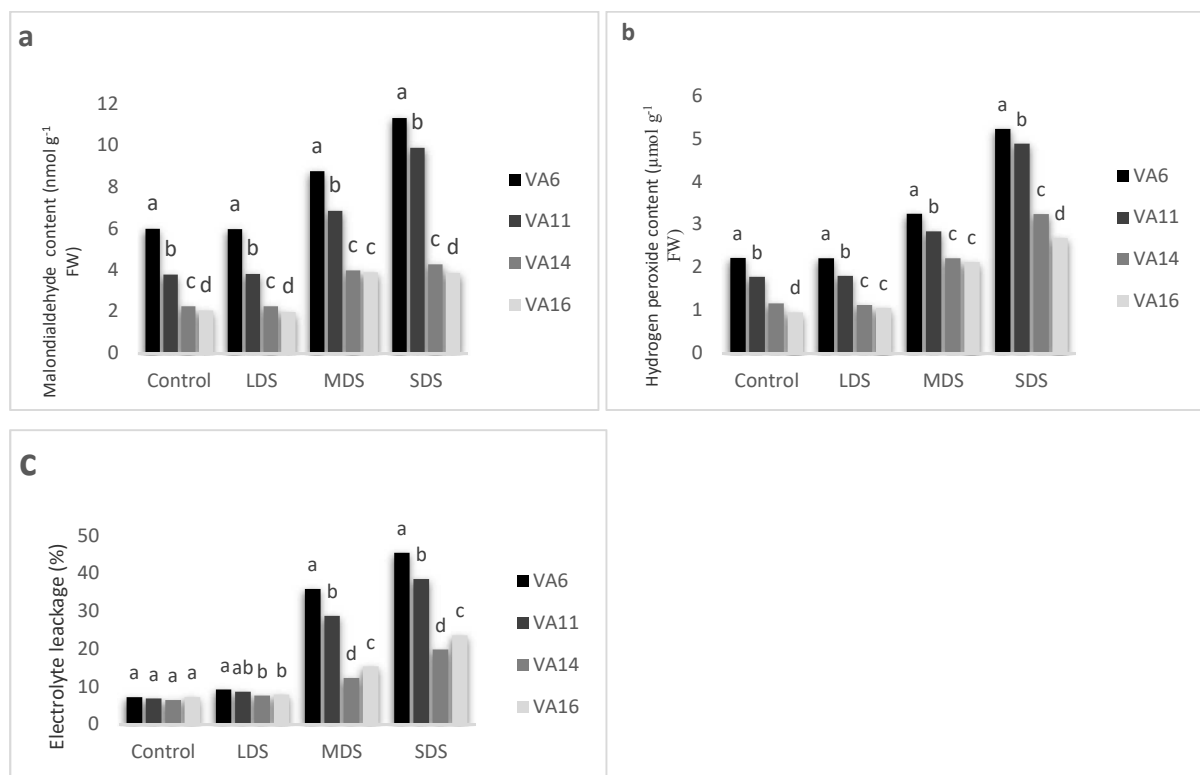 a
Malondialdehyde content (nmol g⁻¹
FW)
12
10
8
6
4
2
0
a b c d
a b c d
a b c c
a b c d
Control LDS MDS SDS
VA6
VA11
VA14
VA16
b
Hydrogen peroxide content (µmol g⁻¹
FW)
6
5
4
3
2
1
0
a b c d
a b c c
a b c c
a b c d
Control LDS MDS SDS
VA6
VA11
VA14
VA16
c
Electrolyte leackage (%)
50
40
30
20
10
0
a a a a
a ab b b
a b d c
a b d c
Control LDS MDS SDS
VA6
VA11
VA14
VA16